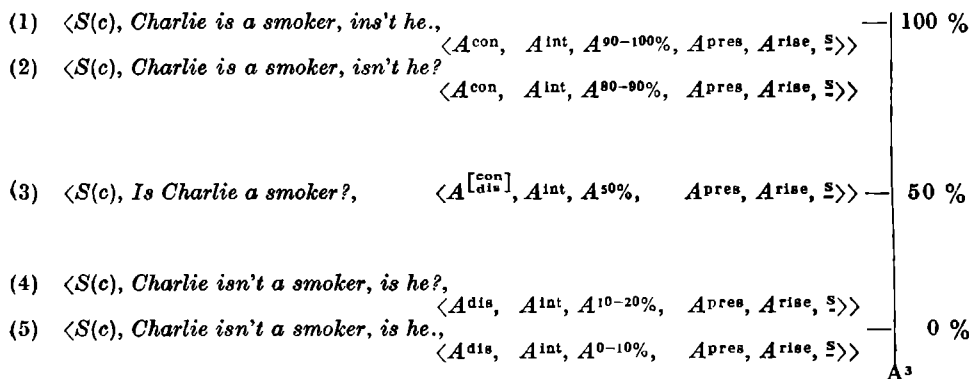 (1) ⟨S(c), Charlie is a smoker, ins't he., 100 %
⟨A^con, A^int, A^90–100%, A^pres, A^rise, s̲⟩⟩
(2) ⟨S(c), Charlie is a smoker, isn't he?
⟨A^con, A^int, A^80–90%, A^pres, A^rise, s̲⟩⟩
(3) ⟨S(c), Is Charlie a smoker?, ⟨A^[con dis], A^int, A^50%, A^pres, A^rise, s̲⟩⟩ 50 %
(4) ⟨S(c), Charlie isn't a smoker, is he?,
⟨A^dis, A^int, A^10–20%, A^pres, A^rise, s̲⟩⟩
(5) ⟨S(c), Charlie isn't a smoker, is he., 0 %
⟨A^dis, A^int, A^0–10%, A^pres, A^rise, s̲⟩⟩
A³